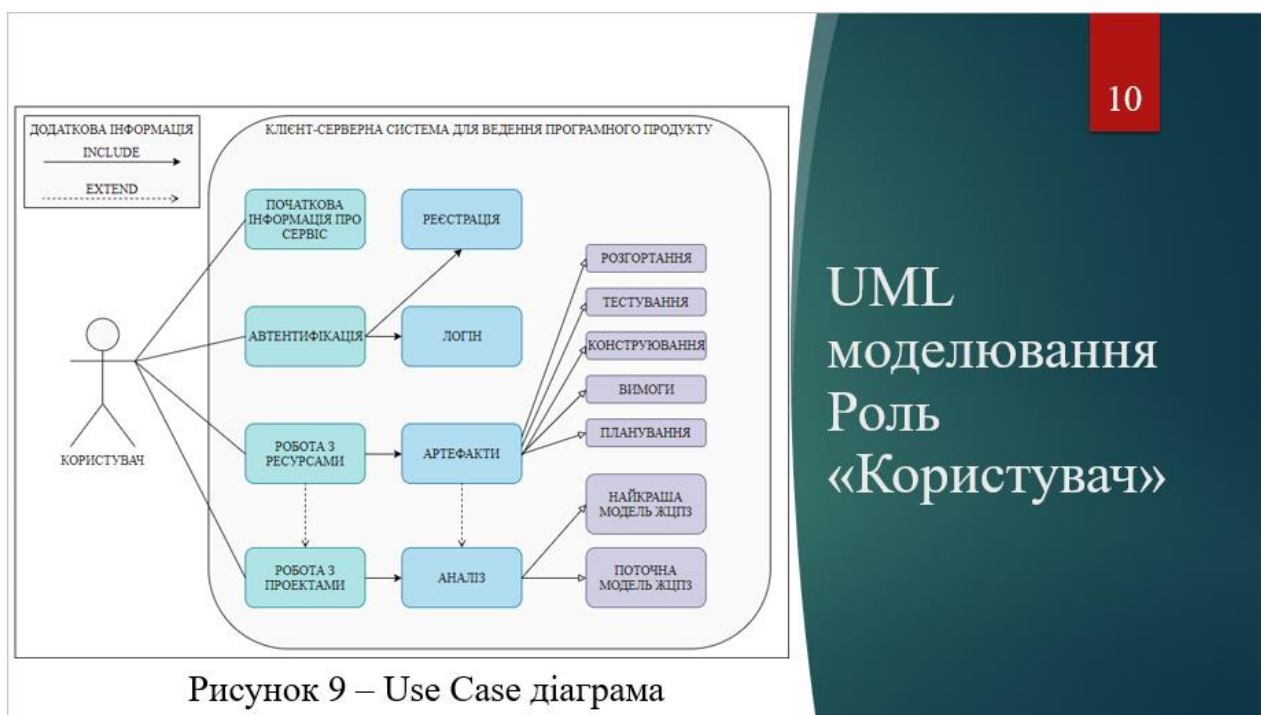 10
ДОДАТКОВА ІНФОРМАЦІЯ
INCLUDE
EXTEND
КЛІЄНТ-СЕРВЕРНА СИСТЕМА ДЛЯ ВЕДЕННЯ ПРОГРАМНОГО ПРОДУКТУ
ПОЧАТКОВА
ІНФОРМАЦІЯ ПРО
СЕРВІС
РЕЄСТРАЦІЯ
АВТЕНТИФІКАЦІЯ
ЛОГІН
РОБОТА З
РЕСУРСАМИ
АРТЕФАКТИ
РОБОТА З
ПРОЕКТАМИ
АНАЛІЗ
РОЗГОРТАННЯ
ТЕСТУВАННЯ
КОНСТРУЮВАННЯ
ВИМОГИ
ПЛАНУВАННЯ
НАЙКРАЩА
МОДЕЛЬ ЖЦПЗ
ПОТОЧНА
МОДЕЛЬ ЖЦПЗ
КОРИСТУВАЧ
Рисунок 9 – Use Case діаграма
UML
моделювання
Роль
«Користувач»